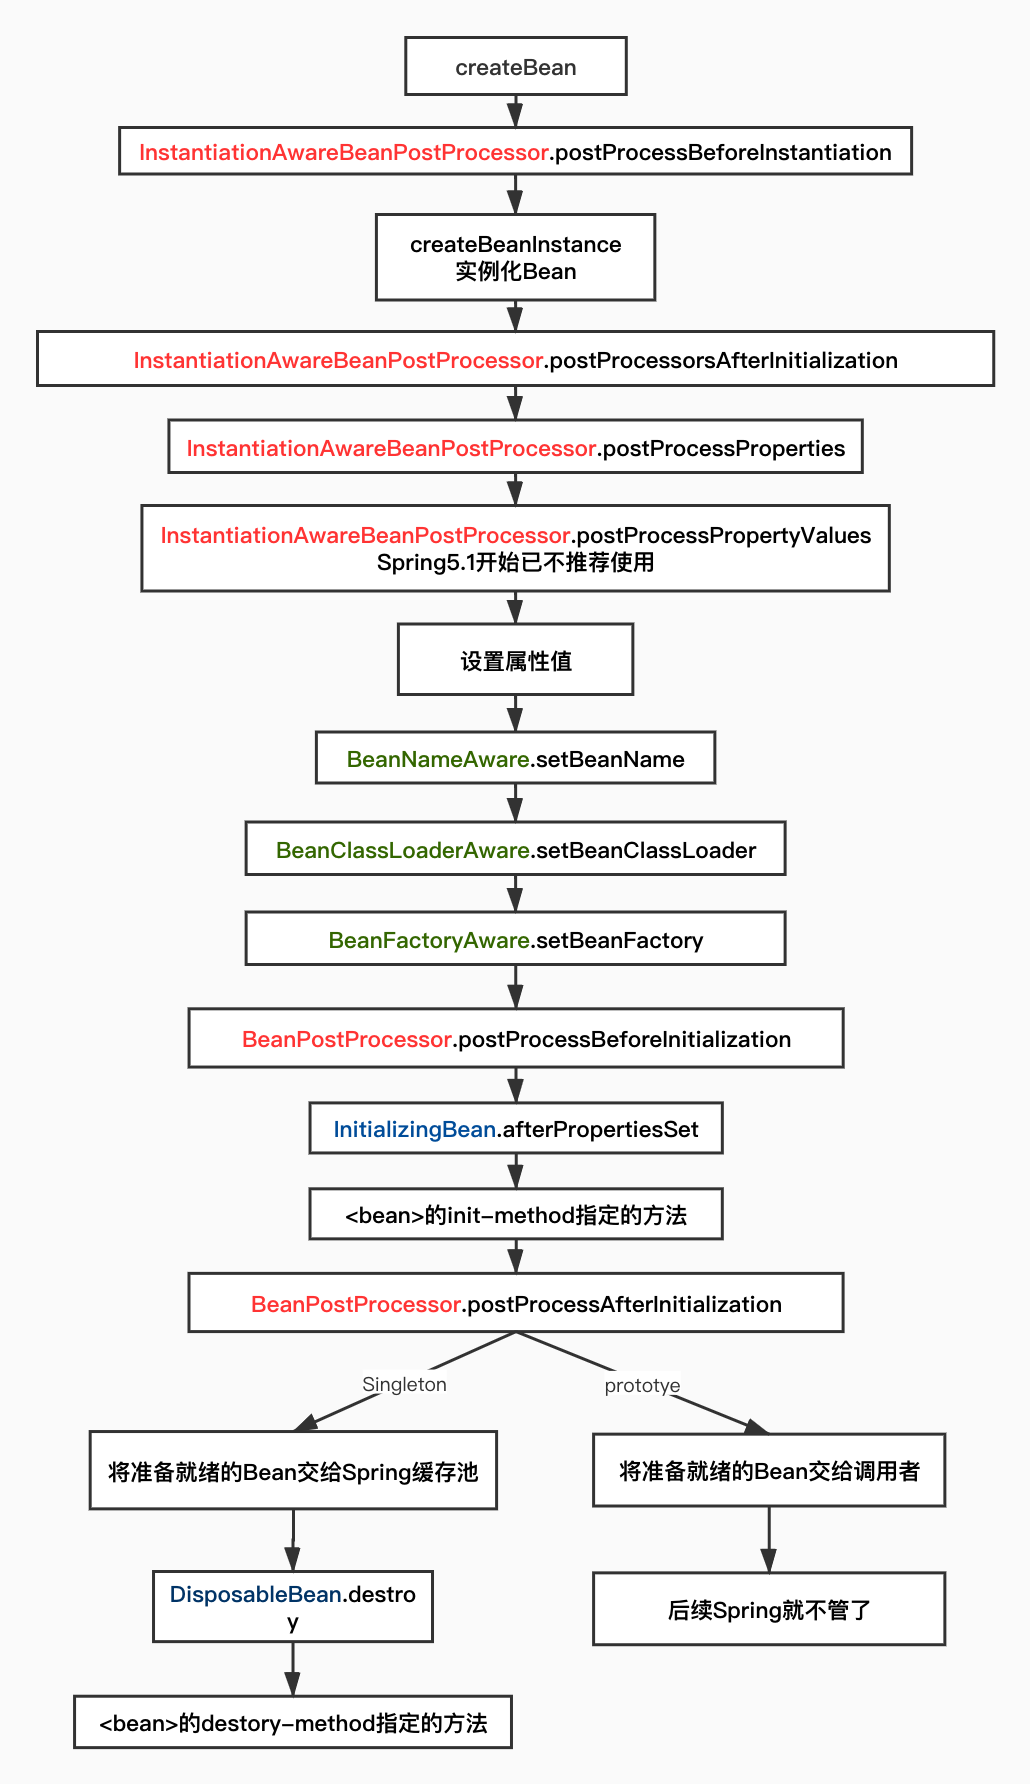 createBean
InstantiationAwareBeanPostProcessor.postProcessBeforeInstantiation
createBeanInstance
实例化Bean
InstantiationAwareBeanPostProcessor.postProcessorsAfterInitialization
InstantiationAwareBeanPostProcessor.postProcessProperties
InstantiationAwareBeanPostProcessor.postProcessPropertyValues
Spring5.1开始已不推荐使用
设置属性值
BeanNameAware.setBeanName
BeanClassLoaderAware.setBeanClassLoader
BeanFactoryAware.setBeanFactory
BeanPostProcessor.postProcessBeforeInitialization
InitializingBean.afterPropertiesSet
<bean>的init-method指定的方法
BeanPostProcessor.postProcessAfterInitialization
Singleton
prototye
将准备就绪的Bean交给Spring缓存池
将准备就绪的Bean交给调用者
DisposableBean.destro
y
后续Spring就不管了
<bean>的destory-method指定的方法